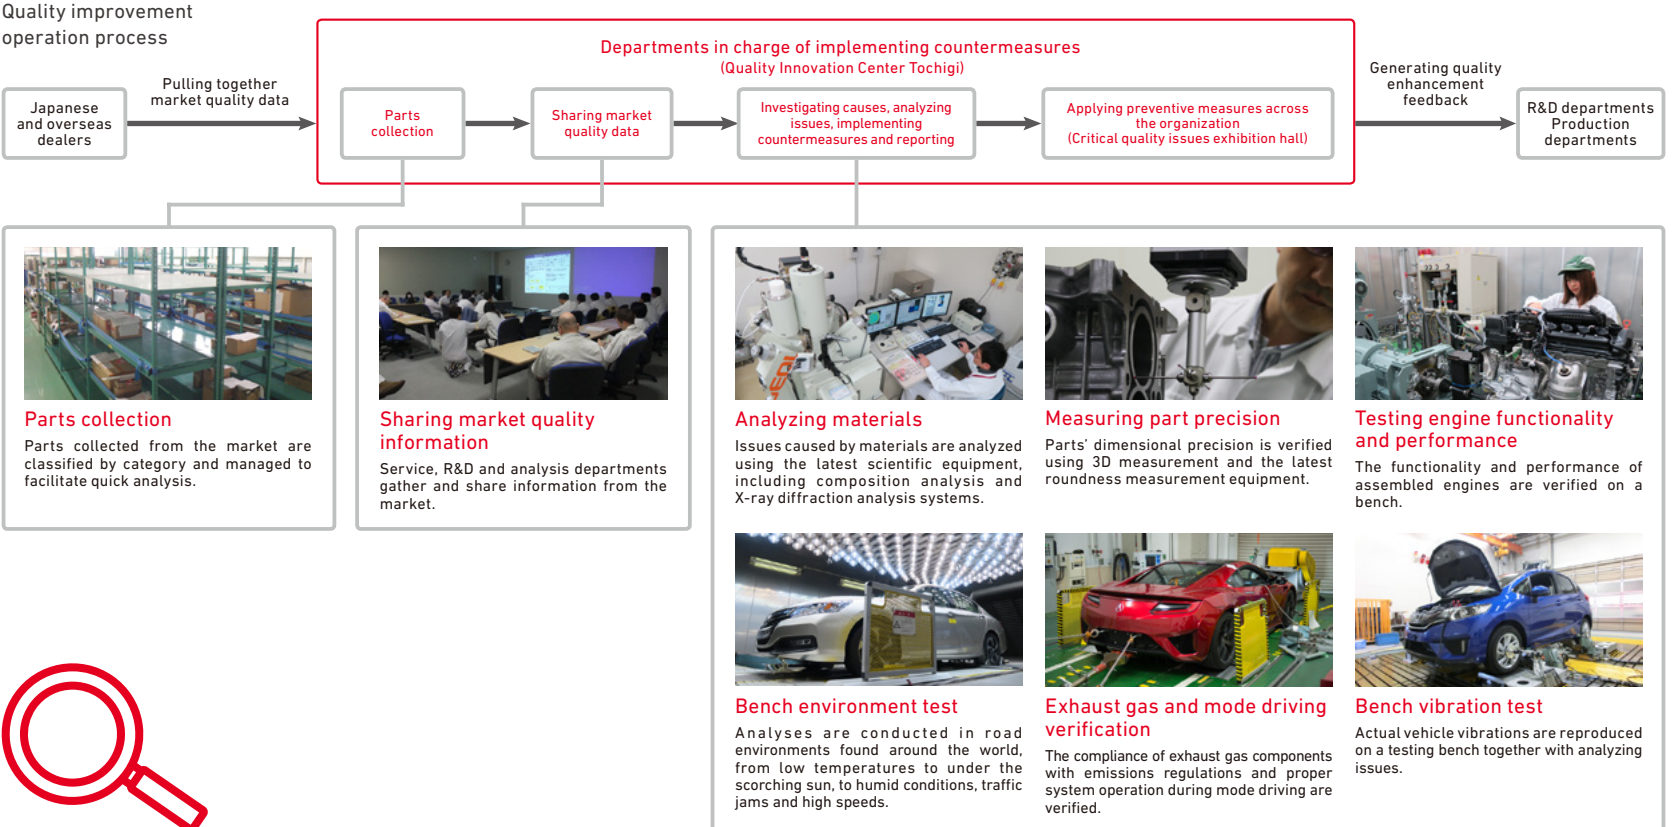 Quality improvement
operation process
Departments in charge of implementing countermeasures
(Quality Innovation Center Tochigi)
Japanese
and overseas
dealers
Pulling together
market quality data
Parts
collection
Sharing market
quality data
Investigating causes, analyzing
issues, implementing
countermeasures and reporting
Applying preventive measures across
the organization
(Critical quality issues exhibition hall)
Generating quality
enhancement
feedback
R&D departments
Production
departments
Parts collection
Parts collected from the market are
classified by category and managed to
facilitate quick analysis.
Sharing market quality
information
Service, R&D and analysis departments
gather and share information from the
market.
Analyzing materials
Issues caused by materials are analyzed
using the latest scientific equipment,
including composition analysis and
X-ray diffraction analysis systems.
Measuring part precision
Parts’ dimensional precision is verified
using 3D measurement and the latest
roundness measurement equipment.
Testing engine functionality
and performance
The functionality and performance of
assembled engines are verified on a
bench.
Bench environment test
Analyses are conducted in road
environments found around the world,
from low temperatures to under the
scorching sun, to humid conditions, traffic
jams and high speeds.
Exhaust gas and mode driving
verification
The compliance of exhaust gas components
with emissions regulations and proper
system operation during mode driving are
verified.
Bench vibration test
Actual vehicle vibrations are reproduced
on a testing bench together with analyzing
issues.